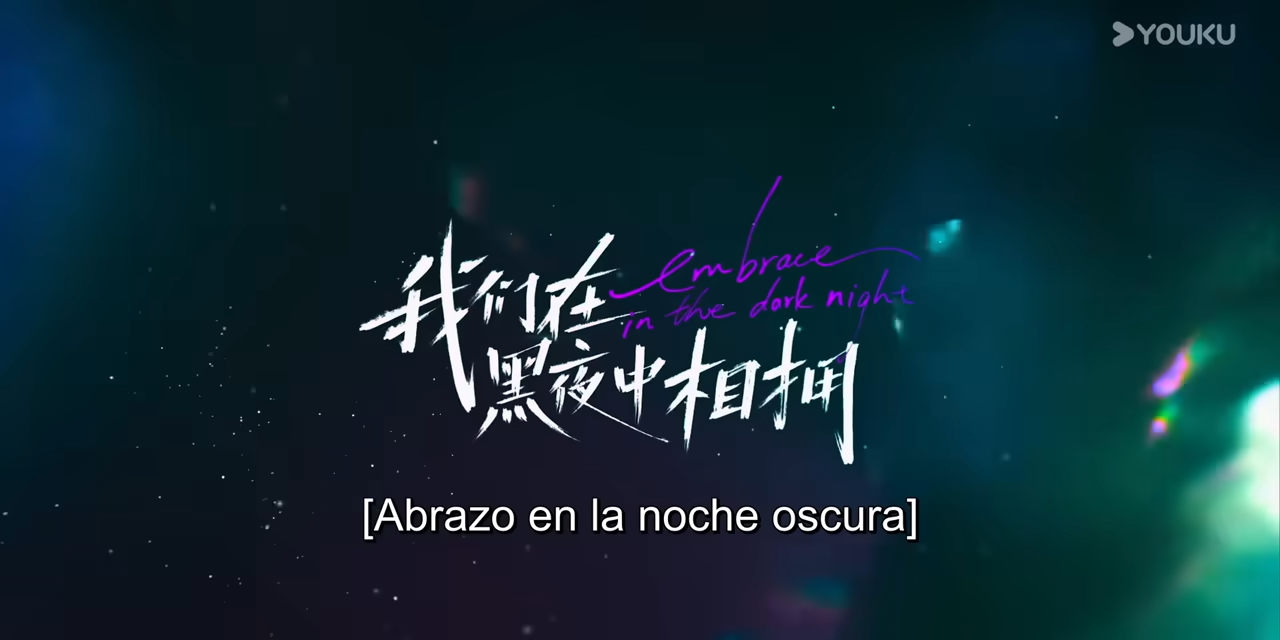 YOUKU
我们在
embrace
in the dark night
黑夜中相拥
[Abrazo en la noche oscura]